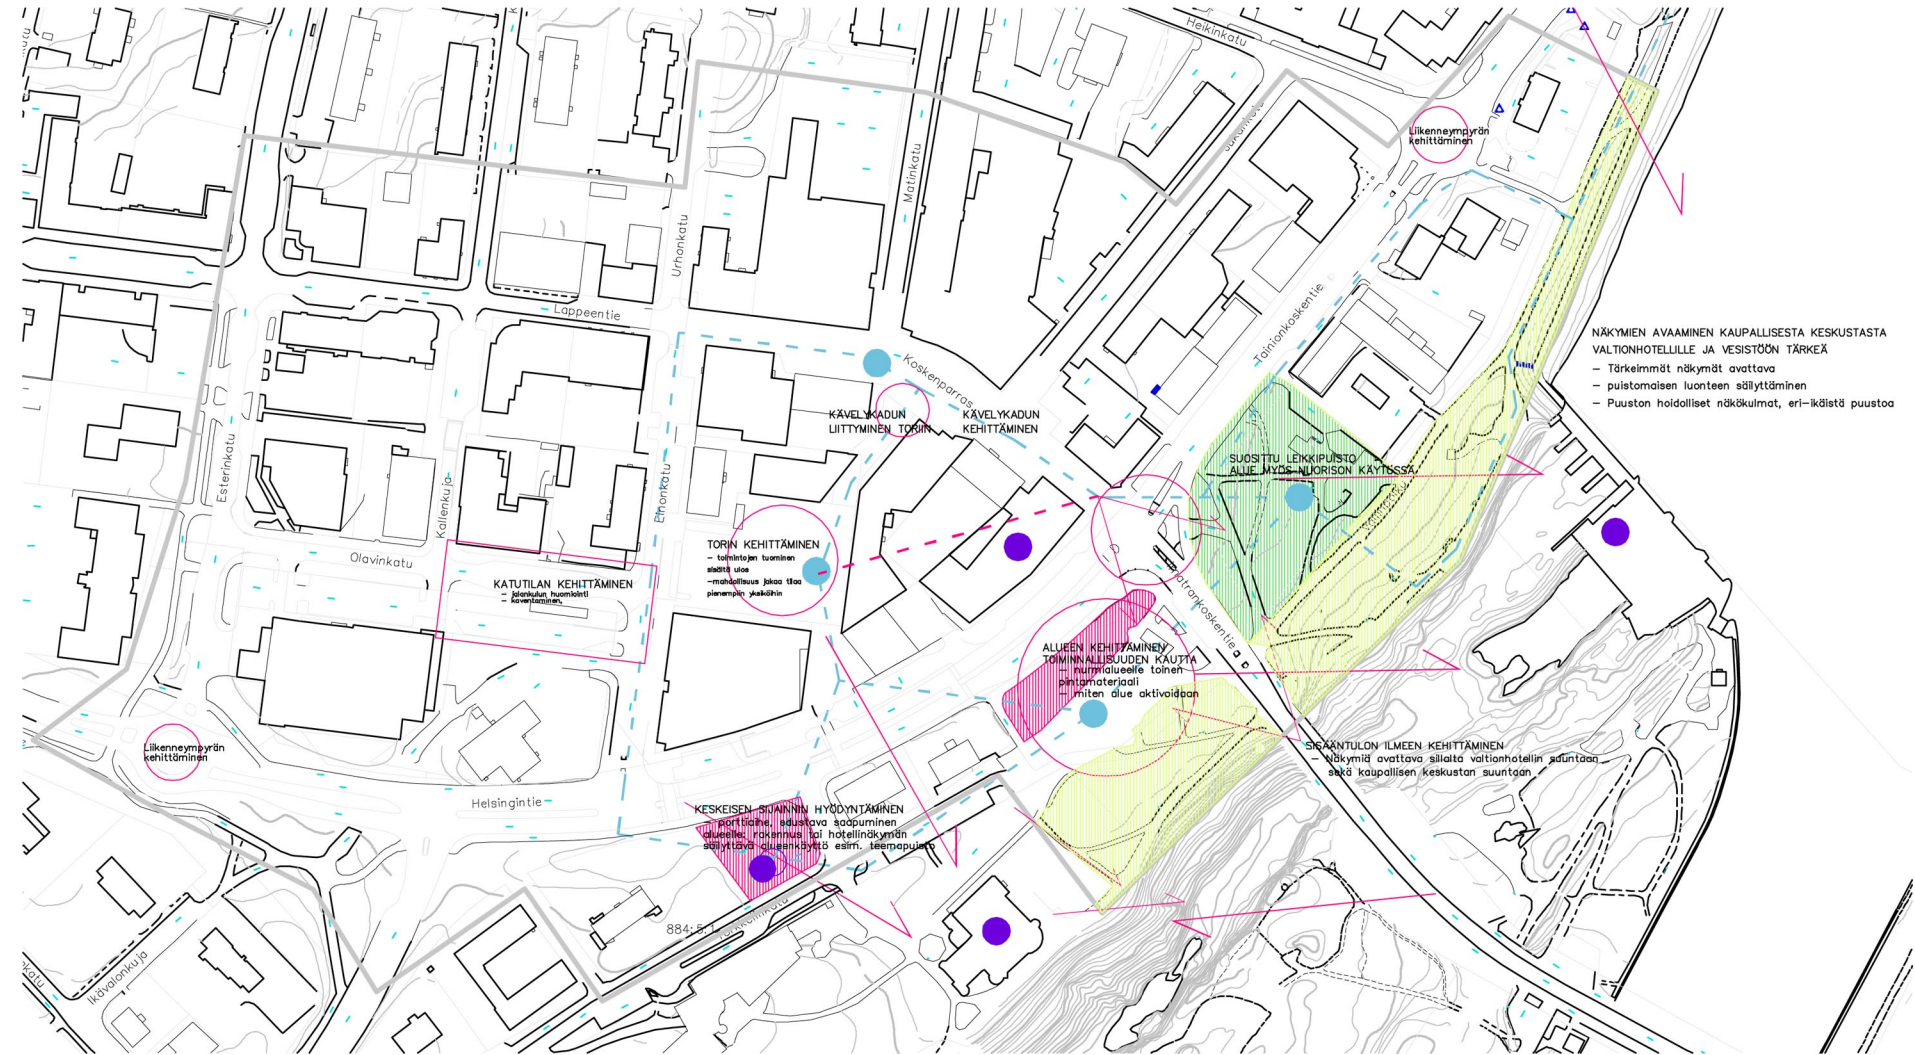 Heikinkatu
Liikenneympyrän
kehittäminen
Matinkatu
Urhonkatu
Lappeentie
Tainionkoskentie
NÄKYMIEN AVAAMINEN KAUPALLISESTA KESKUSTASTA
VALTIONHOTELLILLE JA VESISTÖÖN TÄRKEÄ
– Tärkeimmät näkymät avattava
– puistomaisen luonteen säilyttäminen
– Puuston hoidolliset näkökulmat, eri–ikäistä puustoa
Koskenparras
KÄVELYKADUN
LIITTYMINEN TORIIN
KÄVELYKADUN
KEHITTÄMINEN
Esterinkatu
Kallenkuja
Einonkatu
SUOSITTU LEIKKIPUISTO
ALUE MYÖS NUORISON KÄYTÖSSÄ
Olavinkatu
TORIN KEHITTÄMINEN
– toimintojen tuominen
sisältä ulos
–mahdollisuus jakaa tilaa
pienempiin yksiköihin
KATUTILAN KEHITTÄMINEN
– jalankulun huomiointi
– kaventaminen,
Imatrankoskentie
ALUEEN KEHITTÄMINEN
TOIMINNALLISUUDEN KAUTTA
– nurmialueelle toinen
pintamateriaali
– miten alue aktivoidaan
Liikenneympyrän
kehittäminen
SISÄÄNTULON ILMEEN KEHITTÄMINEN
– Näkymiä avattava sillalta valtionhotellin suuntaan
sekä kaupallisen keskustan suuntaan
Helsingintie
KESKEISEN SIJAINNIN HYÖDYNTÄMINEN
porttiaihe, edustava saapuminen
alueelle: rakennus tai hotellinäkymän
säilyttävä alueenkäyttö esim. teemapuisto
884:5:1
Torkkelinkatu
Ikävalonkuja